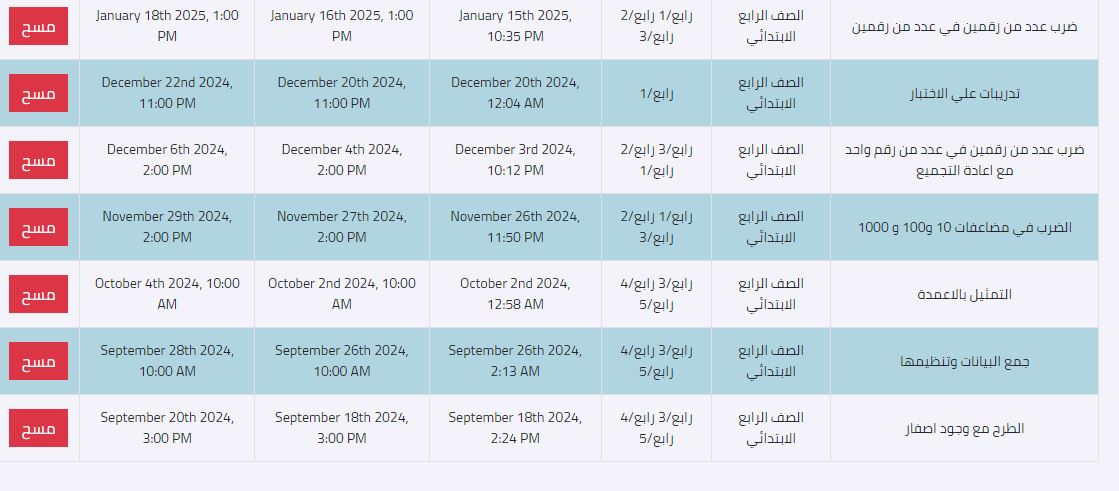 ضرب عدد من رقمين في عدد من رقمين
الصف الرابع
الابتدائي
رابع/1 رابع/2
رابع/3
January 15th 2025,
10:35 PM
January 16th 2025, 1:00
PM
January 18th 2025, 1:00
PM
مسح
تدريبات علي الاختبار
الصف الرابع
الابتدائي
رابع/1
December 20th 2024,
12:04 AM
December 20th 2024,
11:00 PM
December 22nd 2024,
11:00 PM
مسح
ضرب عدد من رقمين في عدد من رقم واحد
مع اعادة التجميع
الصف الرابع
الابتدائي
رابع/3 رابع/2
رابع/1
December 3rd 2024,
10:12 PM
December 4th 2024,
2:00 PM
December 6th 2024,
2:00 PM
مسح
الضرب في مضاعفات 10 و100 و 1000
الصف الرابع
الابتدائي
رابع/1 رابع/2
رابع/3
November 26th 2024,
11:50 PM
November 27th 2024,
2:00 PM
November 29th 2024,
2:00 PM
مسح
التمثيل بالاعمدة
الصف الرابع
الابتدائي
رابع/3 رابع/4
رابع/5
October 2nd 2024,
12:58 AM
October 2nd 2024, 10:00
AM
October 4th 2024, 10:00
AM
مسح
جمع البيانات وتنظيمها
الصف الرابع
الابتدائي
رابع/3 رابع/4
رابع/5
September 26th 2024,
2:13 AM
September 26th 2024,
10:00 AM
September 28th 2024,
10:00 AM
مسح
الطرح مع وجود اصفار
الصف الرابع
الابتدائي
رابع/3 رابع/4
رابع/5
September 18th 2024,
2:24 PM
September 18th 2024,
3:00 PM
September 20th 2024,
3:00 PM
مسح